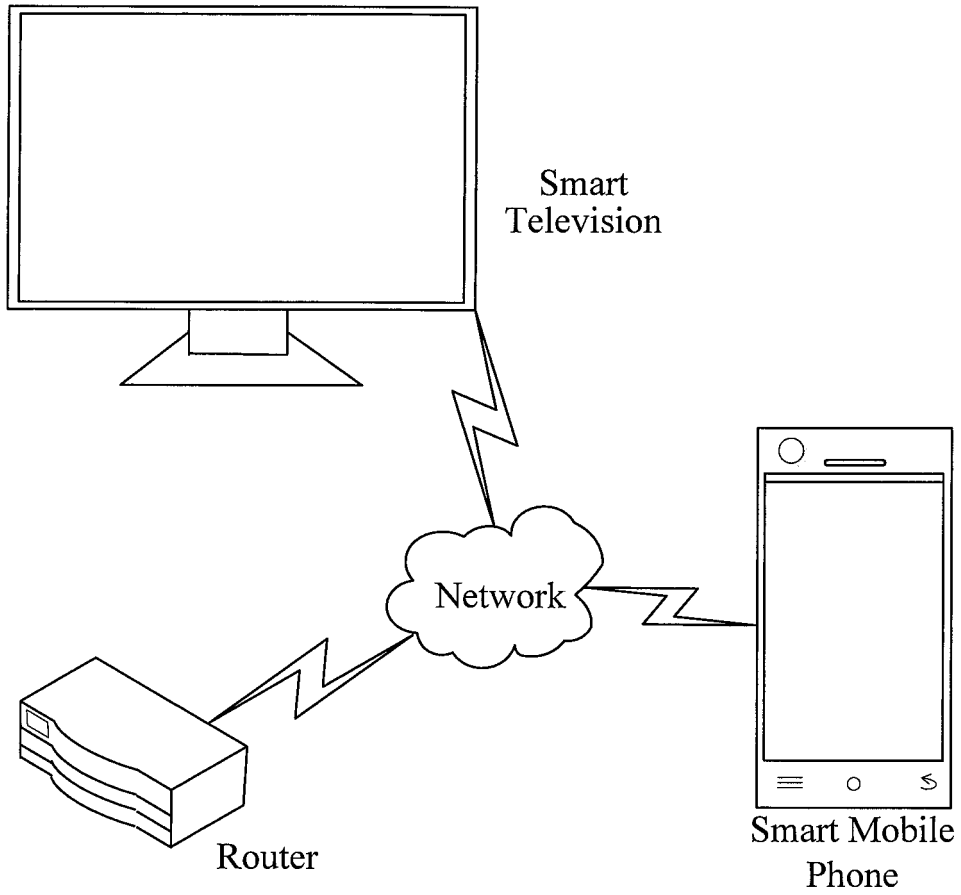 Smart
Television
Network
Router
Smart Mobile
Phone